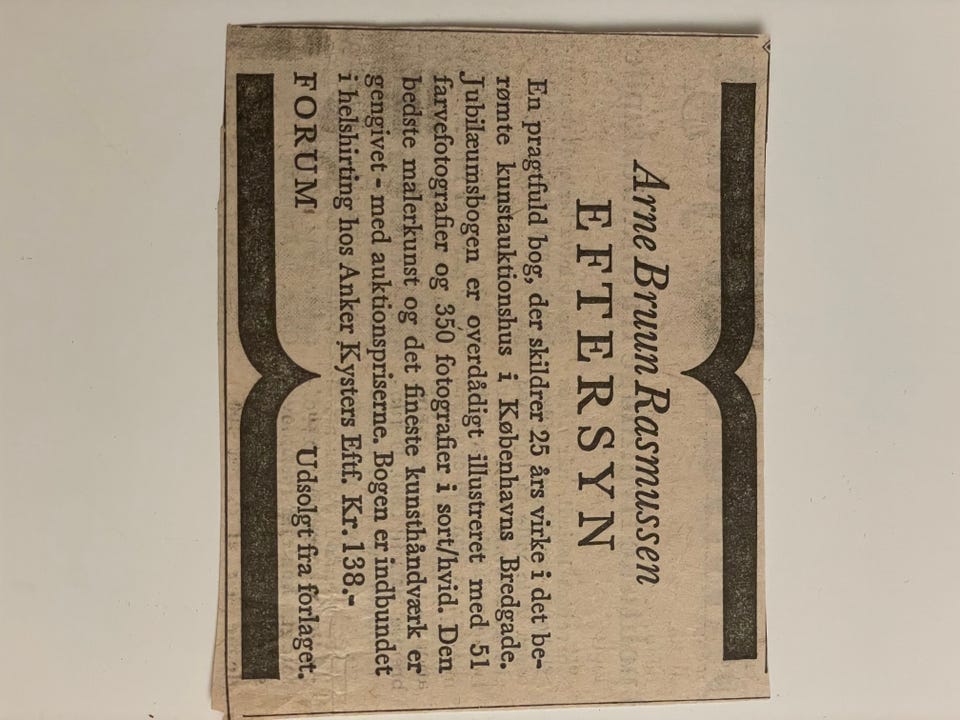 Arne Bruun Rasmussen
EFTERSYN
En pragtfuld bog, der skildrer 25 års virke i det be-
rømte kunstauktionshus i Københavns Bredgade.
Jubilæumsbogen er overdådigt illustreret med 51
farvefotografier og 350 fotografier i sort/hvid. Den
bedste malerkunst og det fineste kunsthåndværk er
gengivet - med auktionspriserne. Bogen er indbundet
i helshirting hos Anker Kysters Eftf. Kr. 138.-
FORUM Udsolgt fra forlaget.